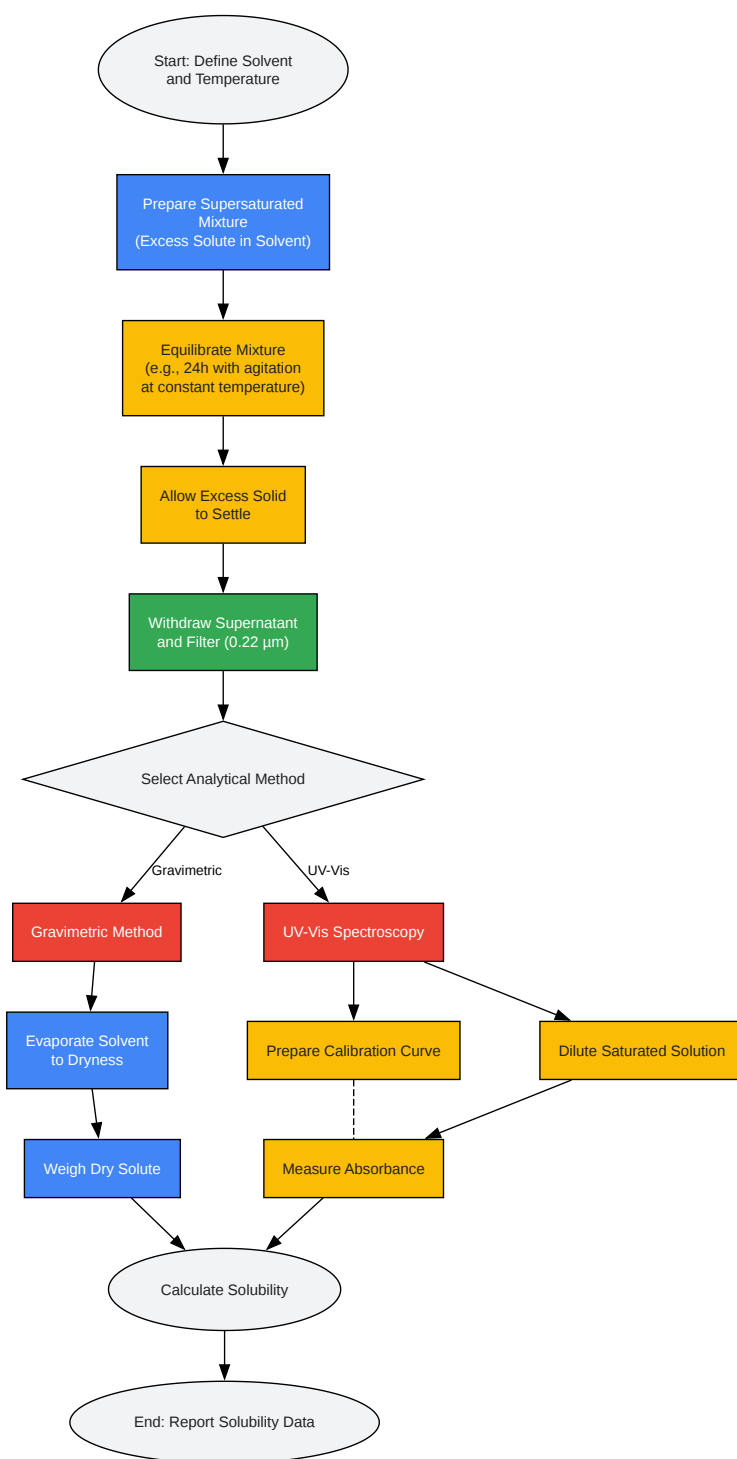 Start: Define Solvent
and Temperature
Prepare Supersaturated
Mixture
(Excess Solute in Solvent)
Equilibrate Mixture
(e.g., 24h with agitation
at constant temperature)
Allow Excess Solid
to Settle
Withdraw Supernatant
and Filter (0.22 µm)
Select Analytical Method
Gravimetric
UV-Vis
Gravimetric Method
UV-Vis Spectroscopy
Evaporate Solvent
to Dryness
Prepare Calibration Curve
Dilute Saturated Solution
Weigh Dry Solute
Measure Absorbance
Calculate Solubility
End: Report Solubility Data